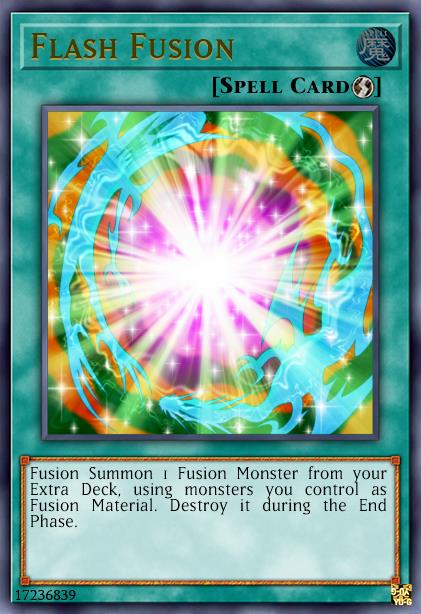 Flash Fusion
魔
[Spell Card]
Fusion Summon 1 Fusion Monster from your
Extra Deck, using monsters you control as
Fusion Material. Destroy it during the End
Phase.
17236839